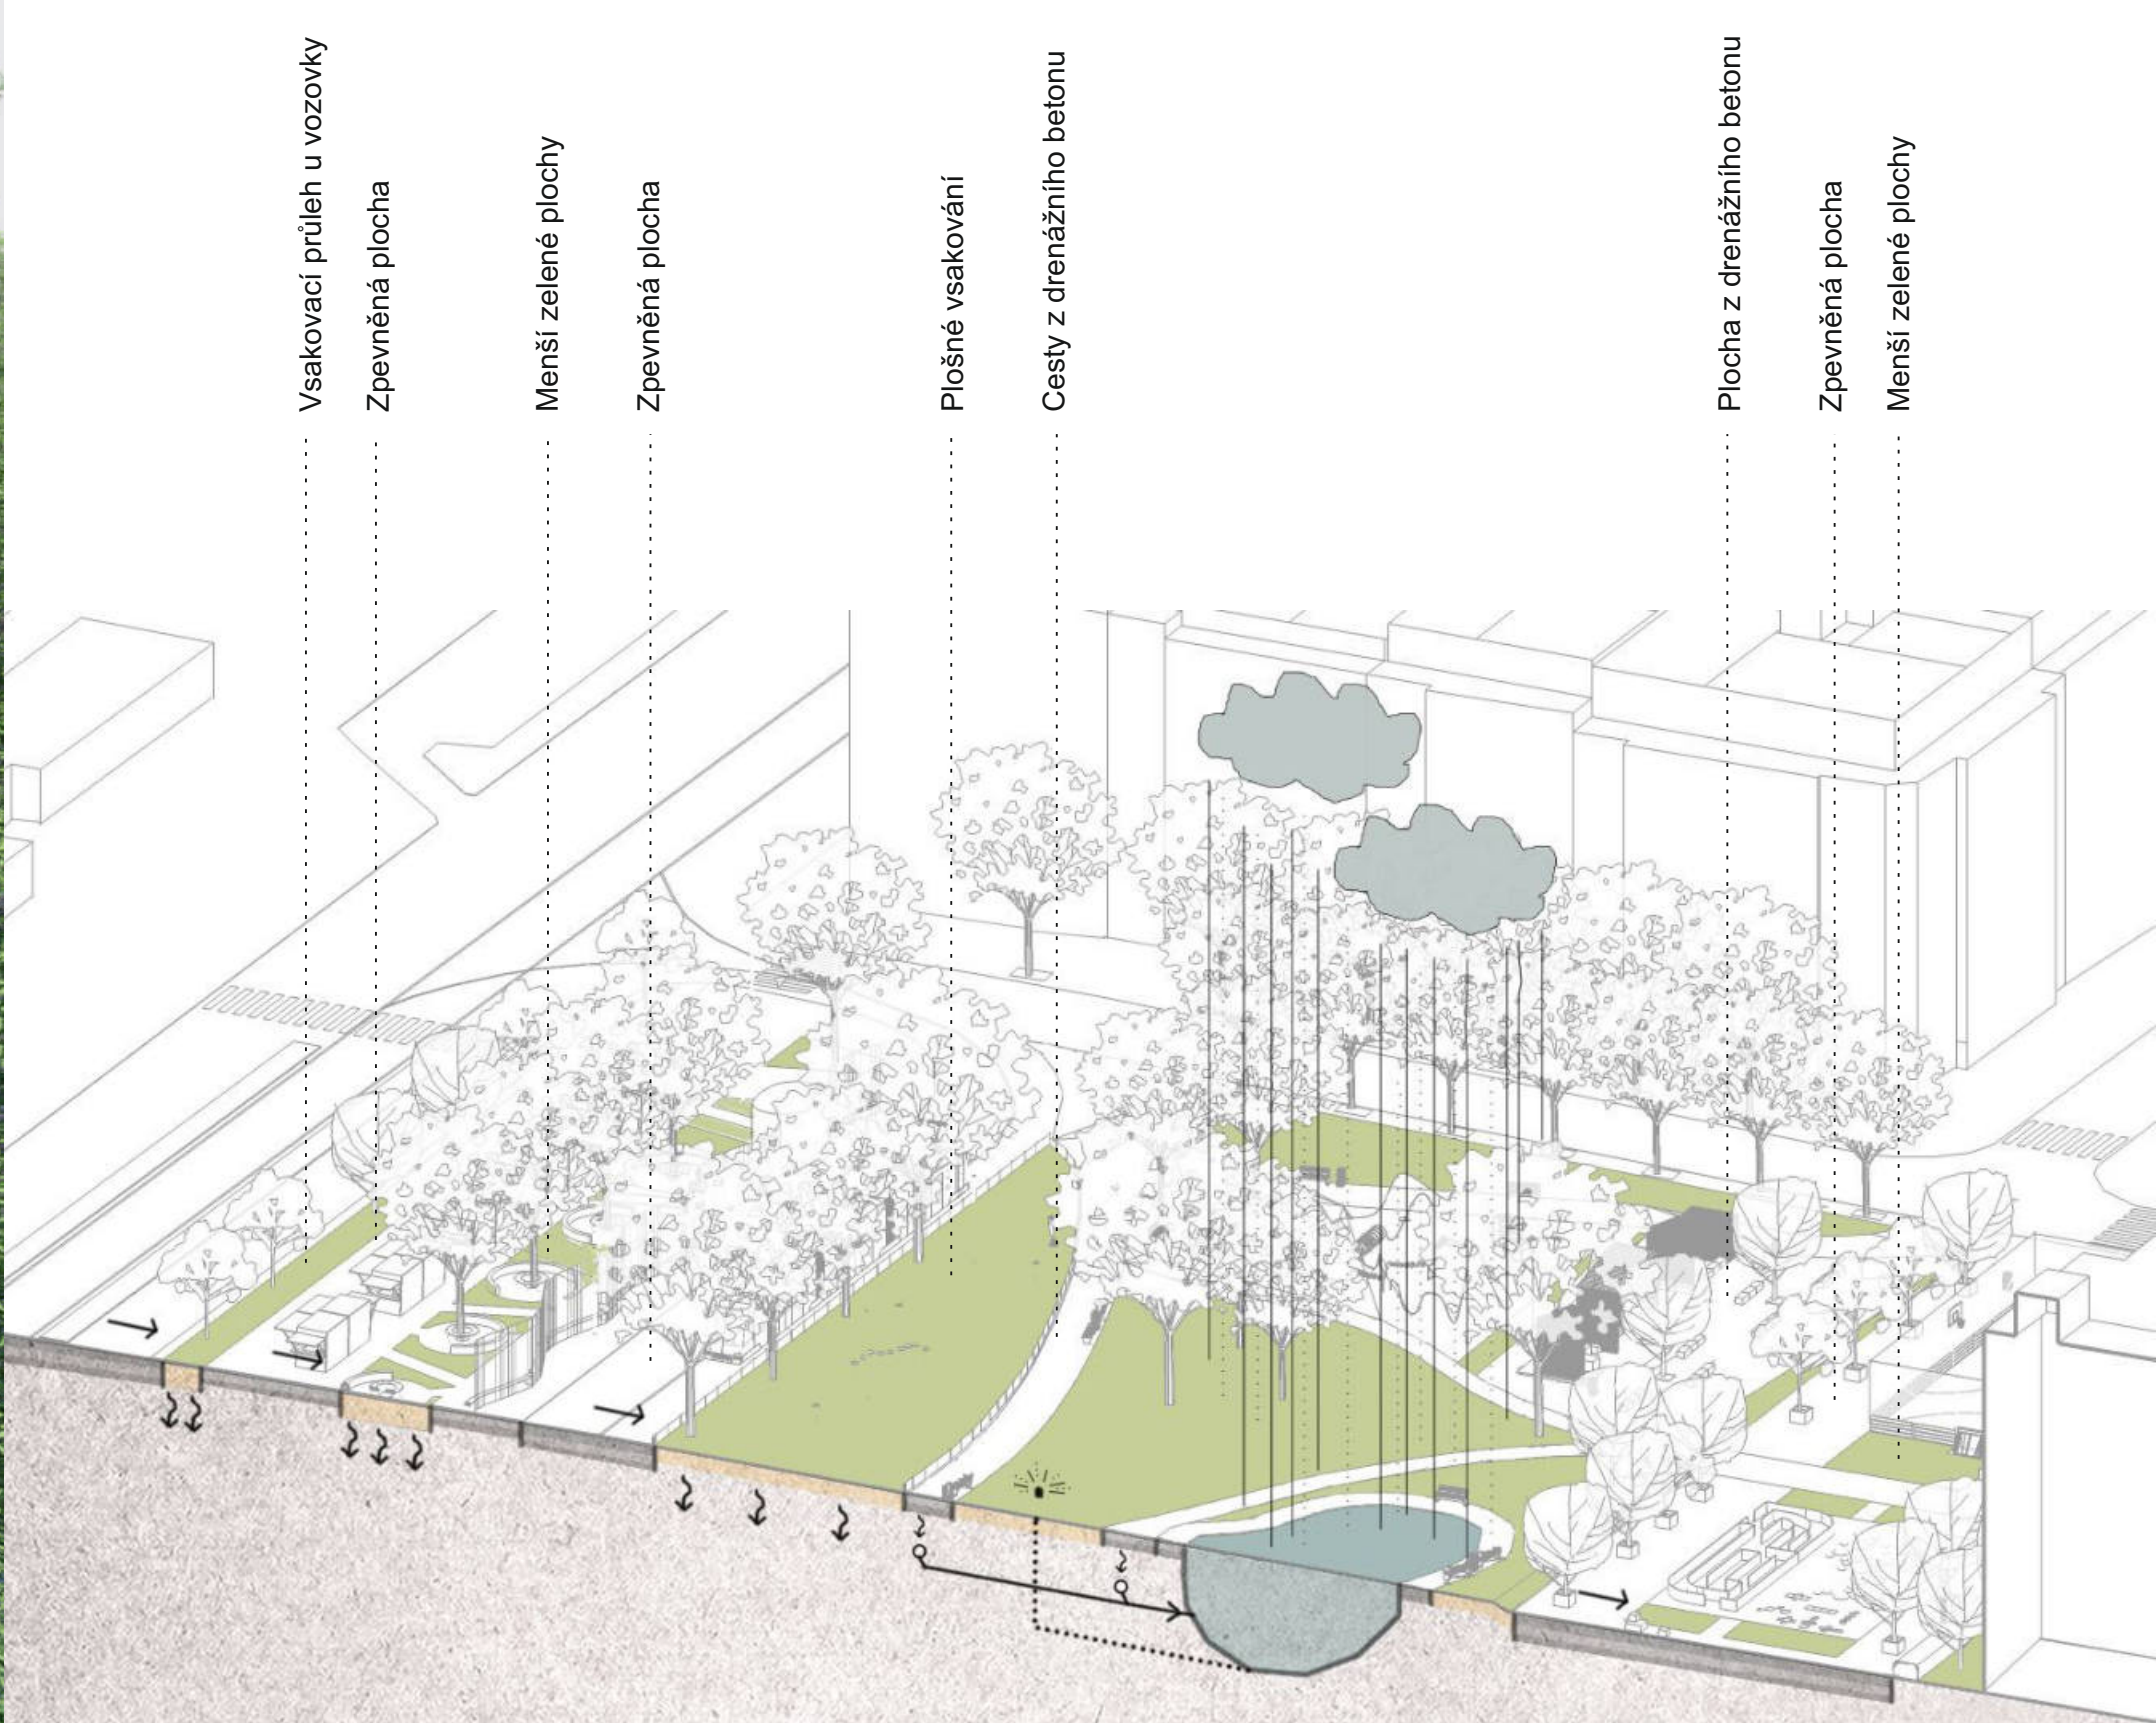 Vsakovací průleh u vozovky
Zpevněná plocha
Menší zelené plochy
Zpevněná plocha
Plošné vsakování
Cesty z drenážního betonu
Plocha z drenážního betonu
Zpevněná plocha
Menší zelené plochy